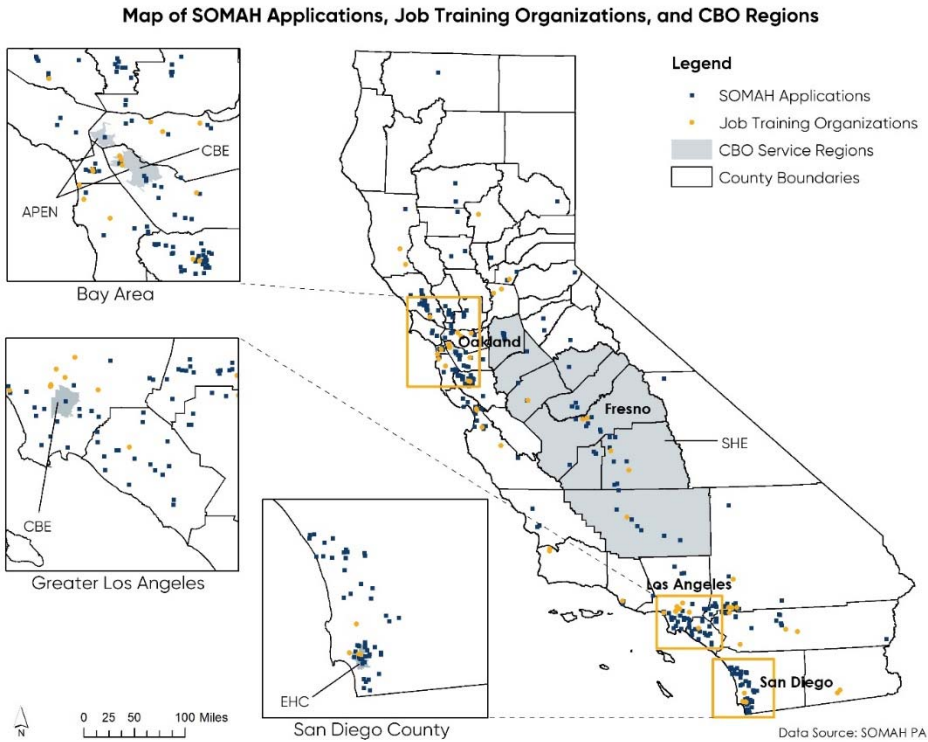 Map of SOMAH Applications, Job Training Organizations, and CBO Regions
Legend
SOMAH Applications
Job Training Organizations
CBO Service Regions
County Boundaries
CBE
APEN
Bay Area
Oakland
Fresno
SHE
CBE
Greater Los Angeles
Los Angeles
EHC
San Diego County
San Diego
N
0 25 50 100 Miles
Data Source: SOMAH PA